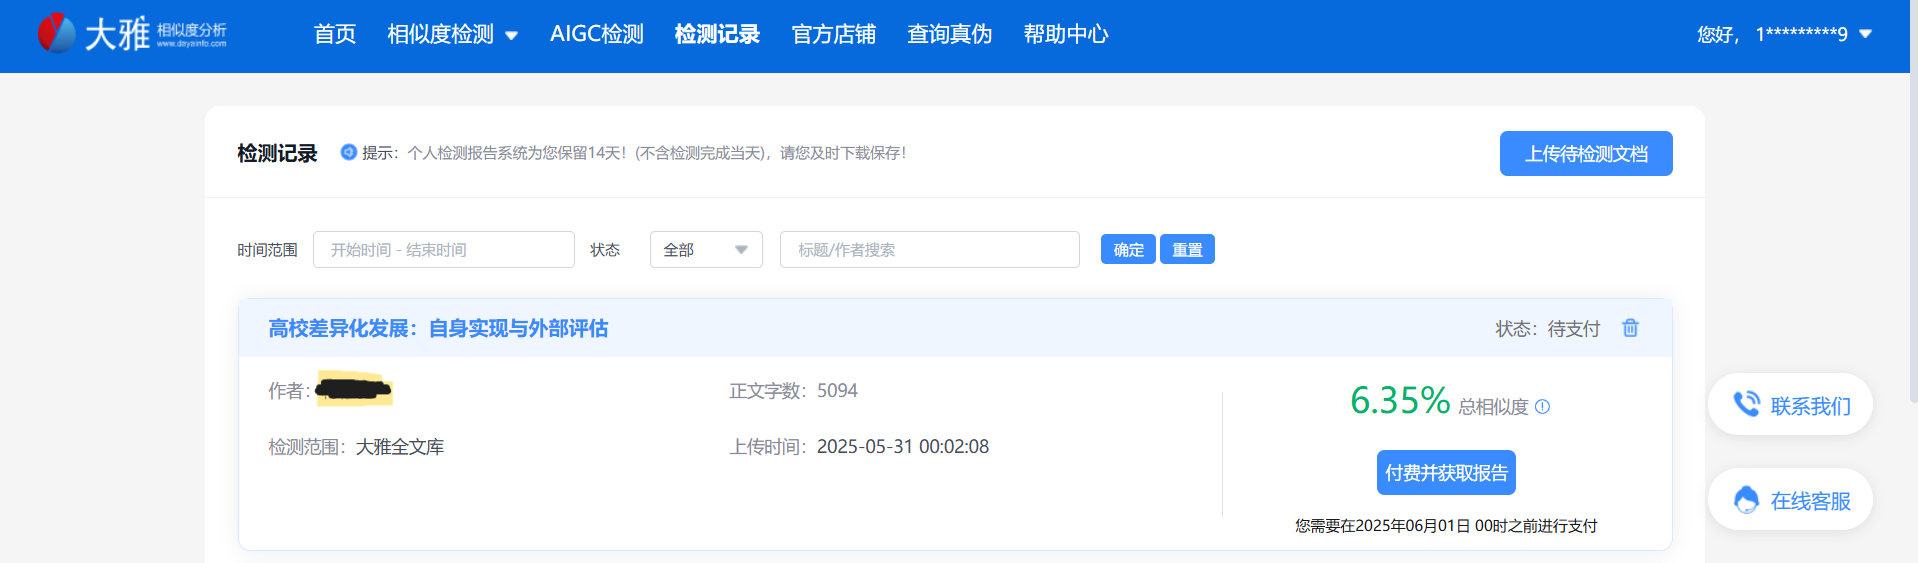 大雅 相似度分析
www.dayainfo.com
首页 相似度检测 AIGC检测 检测记录 官方店铺 查询真伪 帮助中心
您好， 1*********9
检测记录 提示：个人检测报告系统为您保留14天！(不含检测完成当天)，请您及时下载保存！
上传待检测文档
时间范围 开始时间 - 结束时间 状态 全部 标题/作者搜索 确定 重置
高校差异化发展：自身实现与外部评估
状态：待支付
作者：
正文字数：5094
检测范围：大雅全文库
上传时间：2025-05-31 00:02:08
6.35% 总相似度
付费并获取报告
您需要在2025年06月01日 00时之前进行支付
联系我们
在线客服